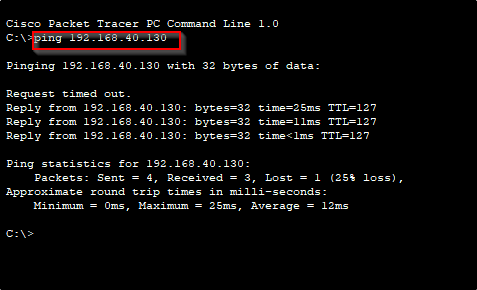 Cisco Packet Tracer PC Command Line 1.0
C:\>ping 192.168.40.130
Pinging 192.168.40.130 with 32 bytes of data:
Request timed out.
Reply from 192.168.40.130: bytes=32 time=25ms TTL=127
Reply from 192.168.40.130: bytes=32 time=11ms TTL=127
Reply from 192.168.40.130: bytes=32 time<1ms TTL=127
Ping statistics for 192.168.40.130:
Packets: Sent = 4, Received = 3, Lost = 1 (25% loss),
Approximate round trip times in milli-seconds:
Minimum = 0ms, Maximum = 25ms, Average = 12ms
C:\>